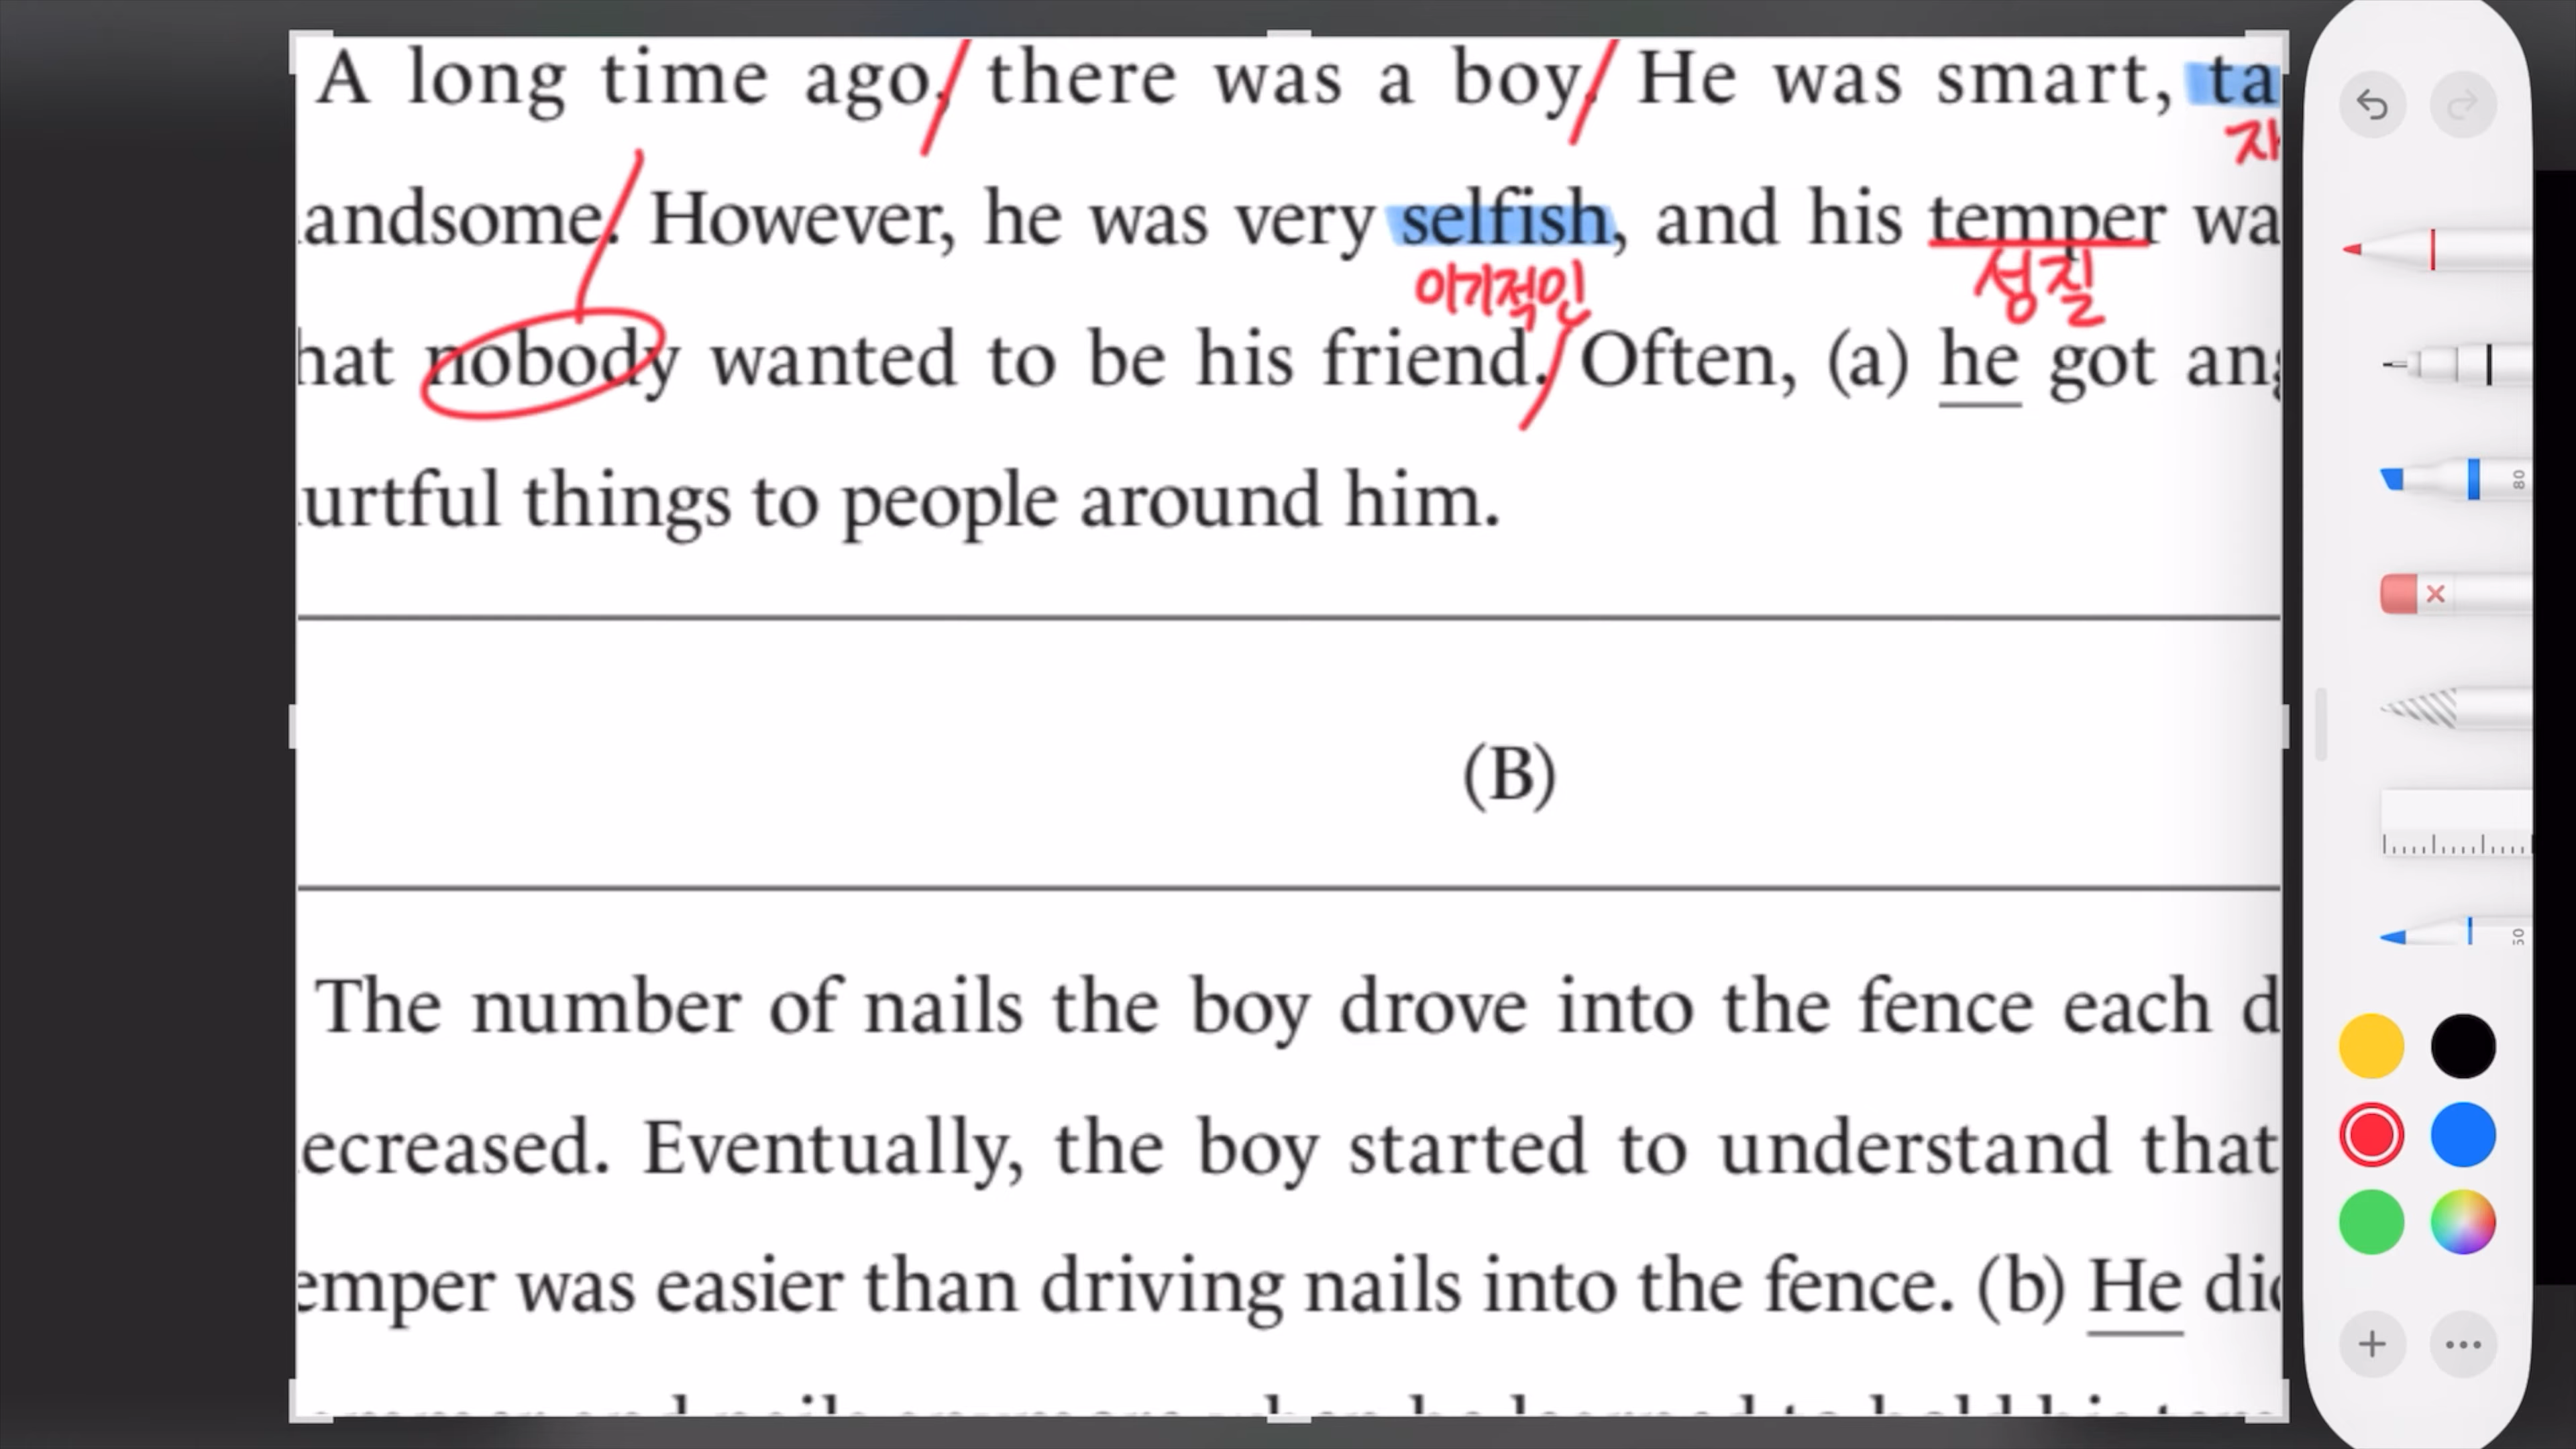 A long time ago, there was a boy. He was smart, ta
자
andsome. However, he was very selfish, and his temper wa
이기적인 성질
hat nobody wanted to be his friend. Often, (a) he got ang
urtful things to people around him.
(B)
The number of nails the boy drove into the fence each d
ecreased. Eventually, the boy started to understand that
emper was easier than driving nails into the fence. (b) He did
80
50